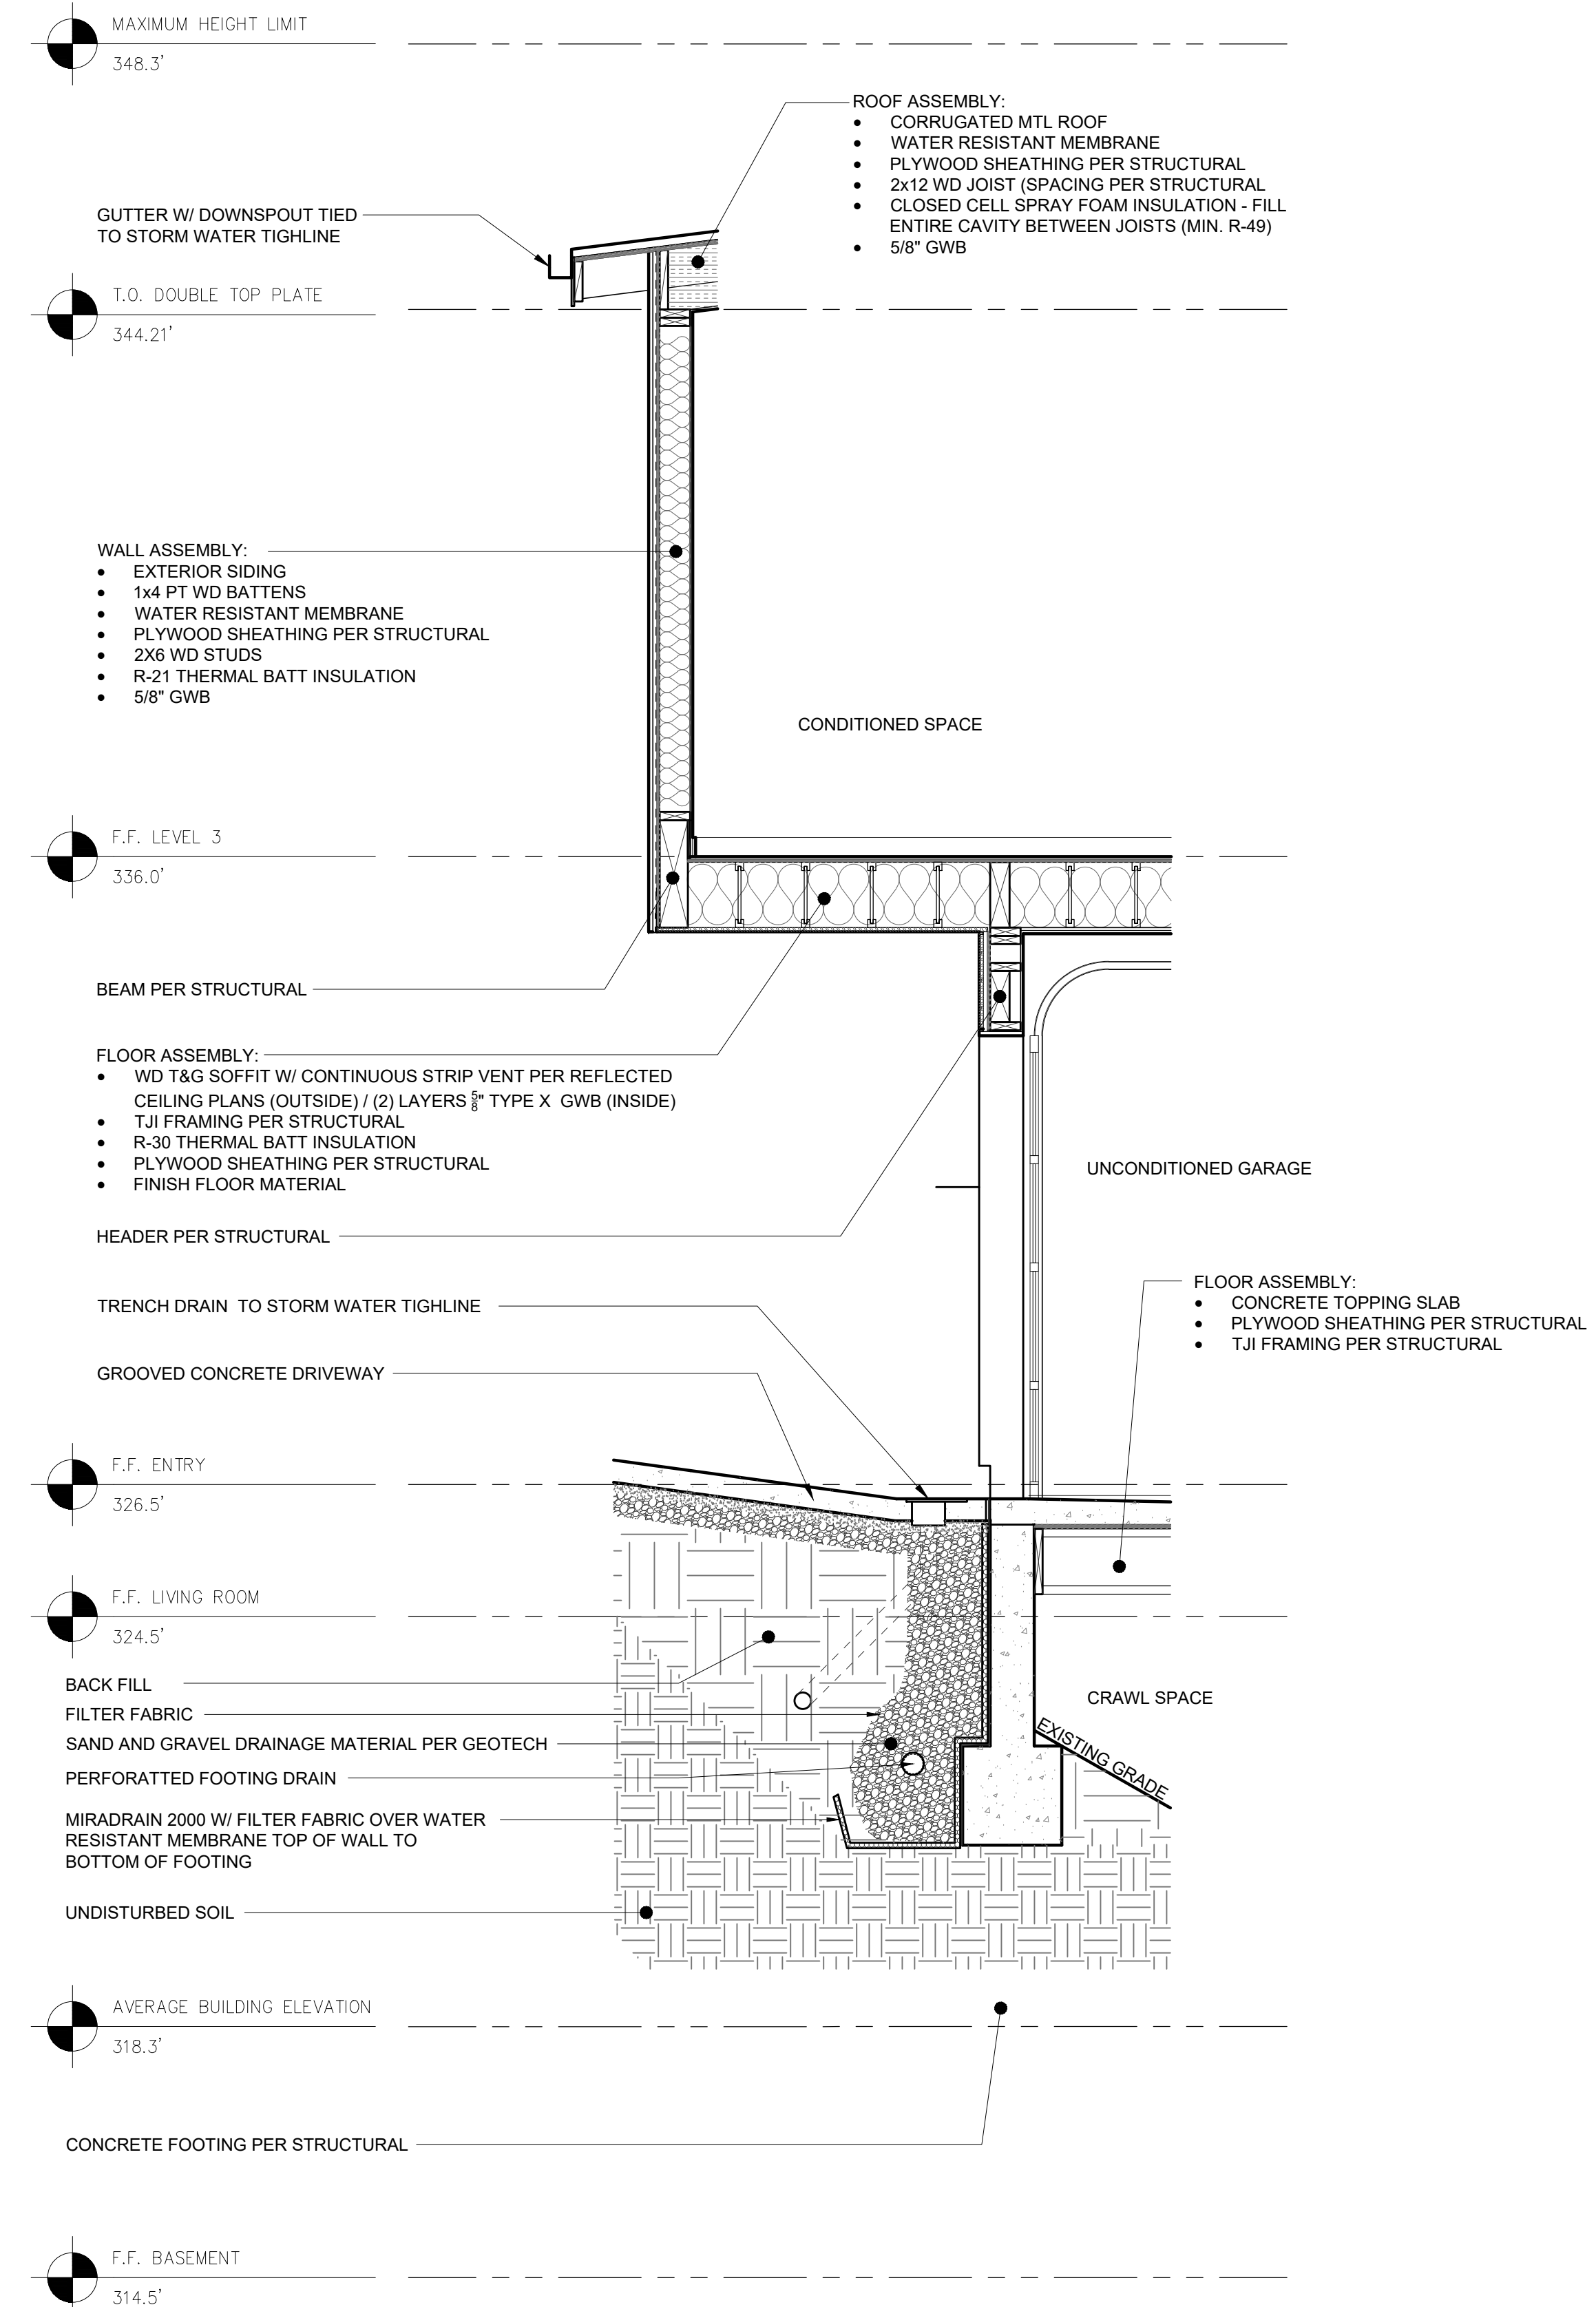 MAXIMUM HEIGHT LIMIT
348.3'
ROOF ASSEMBLY:
• CORRUGATED MTL ROOF
• WATER RESISTANT MEMBRANE
• PLYWOOD SHEATHING PER STRUCTURAL
• 2x12 WD JOIST (SPACING PER STRUCTURAL
• CLOSED CELL SPRAY FOAM INSULATION - FILL
ENTIRE CAVITY BETWEEN JOISTS (MIN. R-49)
• 5/8" GWB
GUTTER W/ DOWNSPOUT TIED
TO STORM WATER TIGHLINE
T.O. DOUBLE TOP PLATE
344.21'
WALL ASSEMBLY:
• EXTERIOR SIDING
• 1x4 PT WD BATTENS
• WATER RESISTANT MEMBRANE
• PLYWOOD SHEATHING PER STRUCTURAL
• 2X6 WD STUDS
• R-21 THERMAL BATT INSULATION
• 5/8" GWB
CONDITIONED SPACE
F.F. LEVEL 3
336.0'
BEAM PER STRUCTURAL
FLOOR ASSEMBLY:
• WD T&G SOFFIT W/ CONTINUOUS STRIP VENT PER REFLECTED
CEILING PLANS (OUTSIDE) / (2) LAYERS 5/8" TYPE X GWB (INSIDE)
• TJI FRAMING PER STRUCTURAL
• R-30 THERMAL BATT INSULATION
• PLYWOOD SHEATHING PER STRUCTURAL
• FINISH FLOOR MATERIAL
UNCONDITIONED GARAGE
HEADER PER STRUCTURAL
FLOOR ASSEMBLY:
• CONCRETE TOPPING SLAB
• PLYWOOD SHEATHING PER STRUCTURAL
• TJI FRAMING PER STRUCTURAL
TRENCH DRAIN TO STORM WATER TIGHLINE
GROOVED CONCRETE DRIVEWAY
F.F. ENTRY
326.5'
F.F. LIVING ROOM
324.5'
BACK FILL
CRAWL SPACE
FILTER FABRIC
EXISTING GRADE
SAND AND GRAVEL DRAINAGE MATERIAL PER GEOTECH
PERFORATTED FOOTING DRAIN
MIRADRAIN 2000 W/ FILTER FABRIC OVER WATER
RESISTANT MEMBRANE TOP OF WALL TO
BOTTOM OF FOOTING
UNDISTURBED SOIL
AVERAGE BUILDING ELEVATION
318.3'
CONCRETE FOOTING PER STRUCTURAL
F.F. BASEMENT
314.5'